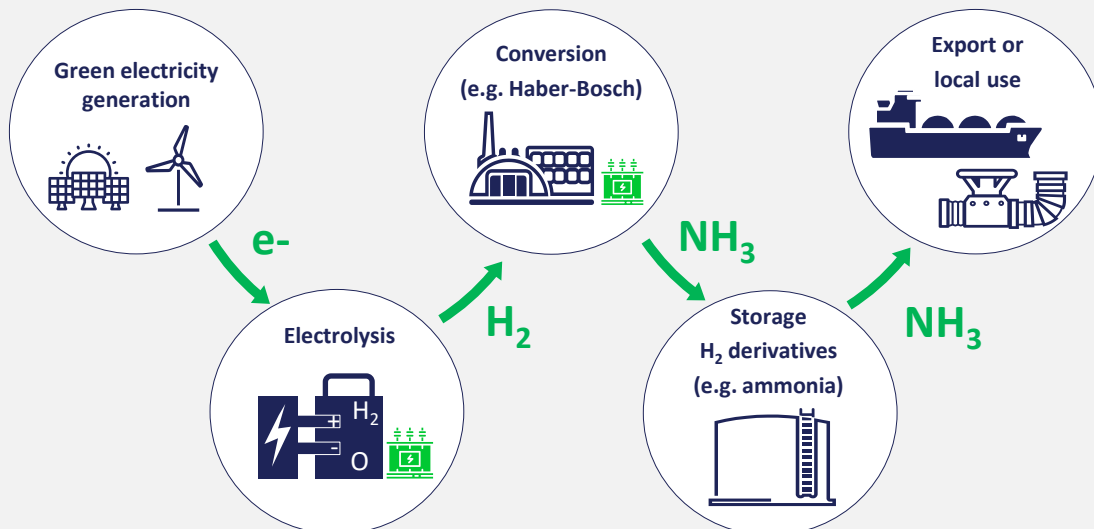 Green electricity
generation
e-
Electrolysis
+
H₂
-
O
H₂
Conversion
(e.g. Haber-Bosch)
NH₃
Storage
H₂ derivatives
(e.g. ammonia)
NH₃
Export or
local use